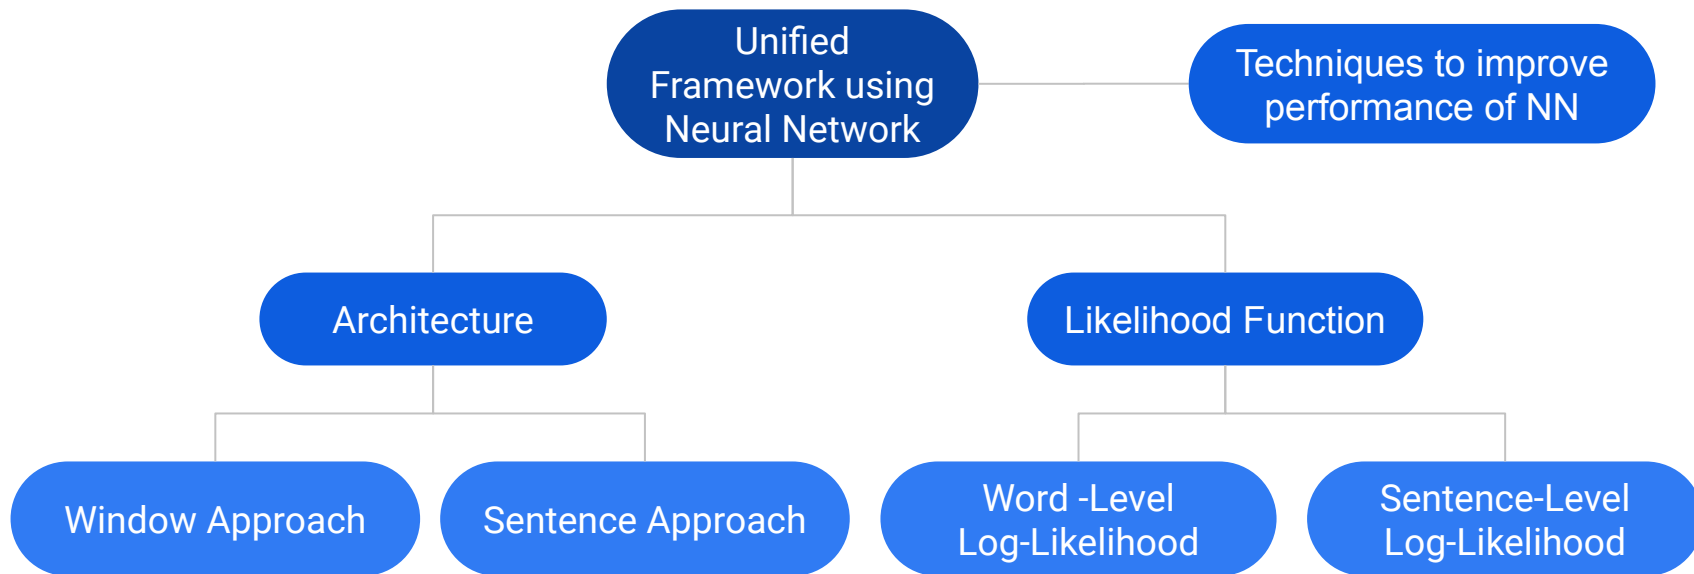 Unified
Framework using
Neural Network
Techniques to improve
performance of NN
Architecture
Likelihood Function
Window Approach
Sentence Approach
Word -Level
Log-Likelihood
Sentence-Level
Log-Likelihood